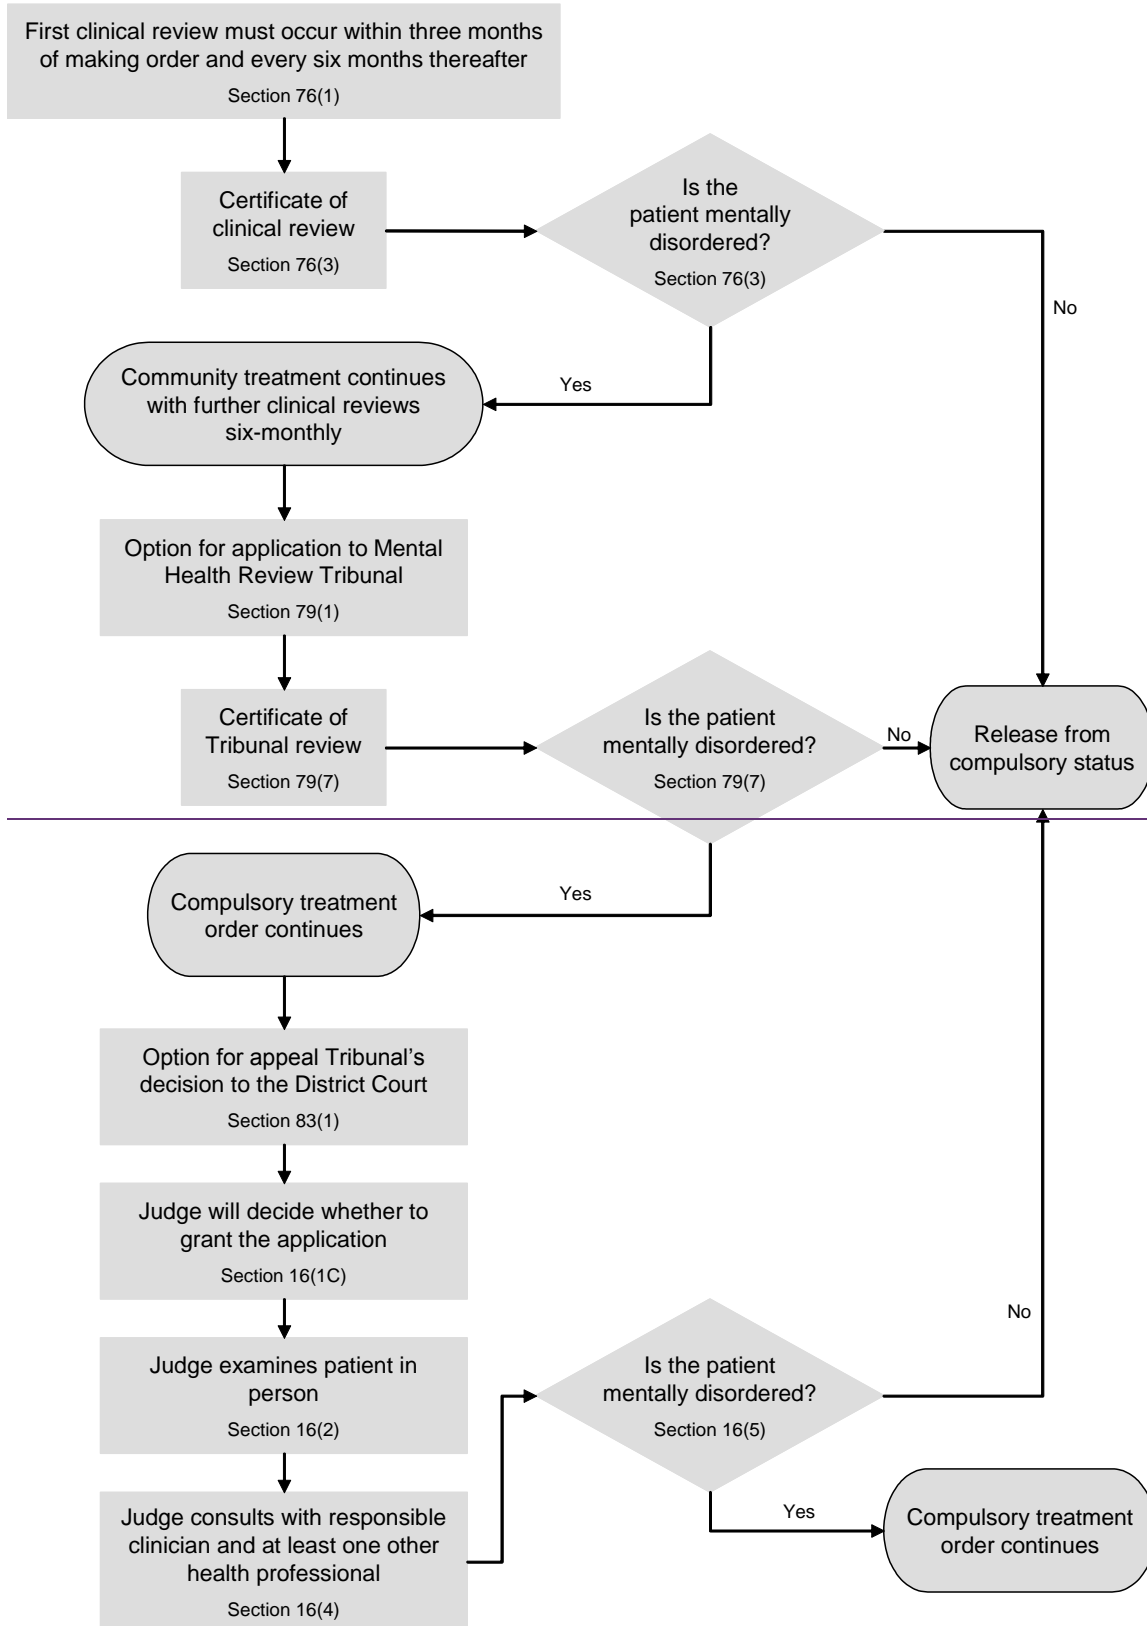 First clinical review must occur within three months
of making order and every six months thereafter
Section 76(1)
Certificate of
clinical review
Section 76(3)
Is the
patient mentally
disordered?
Section 76(3)
No
Yes
Community treatment continues
with further clinical reviews
six-monthly
Option for application to Mental
Health Review Tribunal
Section 79(1)
Certificate of
Tribunal review
Section 79(7)
Is the patient
mentally disordered?
Section 79(7)
No
Release from
compulsory status
Yes
Compulsory treatment
order continues
Option for appeal Tribunal's
decision to the District Court
Section 83(1)
Judge will decide whether to
grant the application
Section 16(1C)
Judge examines patient in
person
Section 16(2)
Judge consults with responsible
clinician and at least one other
health professional
Section 16(4)
Is the patient
mentally disordered?
Section 16(5)
No
Yes
Compulsory treatment
order continues